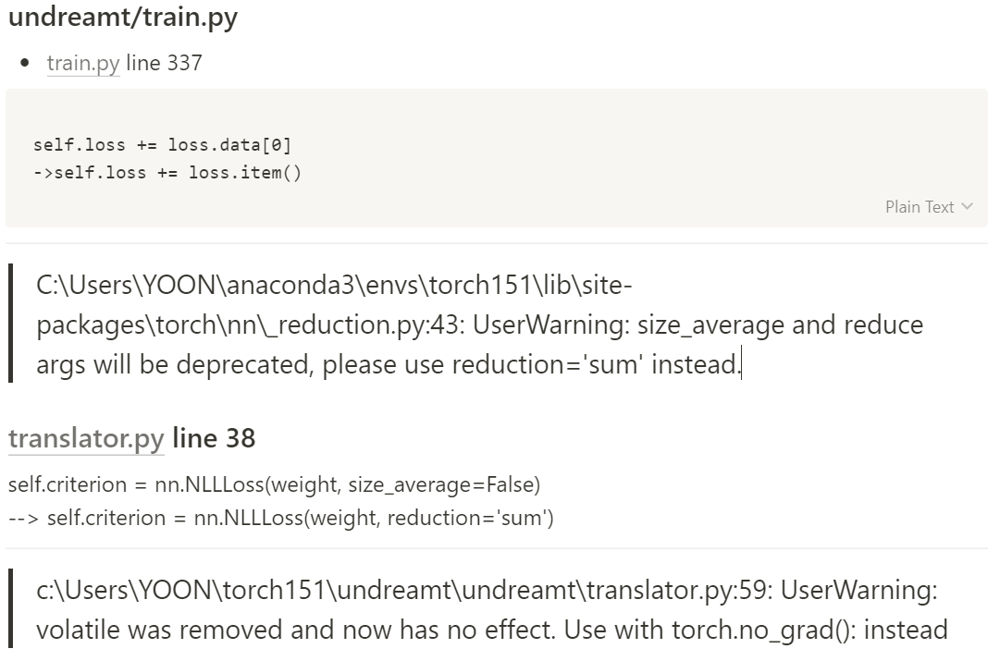 undreamt/train.py
• train.py line 337
self.loss += loss.data[0]
->self.loss += loss.item()
Plain Text
C:\Users\YOON\anaconda3\envs\torch151\lib\site-
packages\torch\nn\_reduction.py:43: UserWarning: size_average and reduce
args will be deprecated, please use reduction='sum' instead.
translator.py line 38
self.criterion = nn.NLLLoss(weight, size_average=False)
--> self.criterion = nn.NLLLoss(weight, reduction='sum')
c:\Users\YOON\torch151\undreamt\undreamt\translator.py:59: UserWarning:
volatile was removed and now has no effect. Use with torch.no_grad(): instead